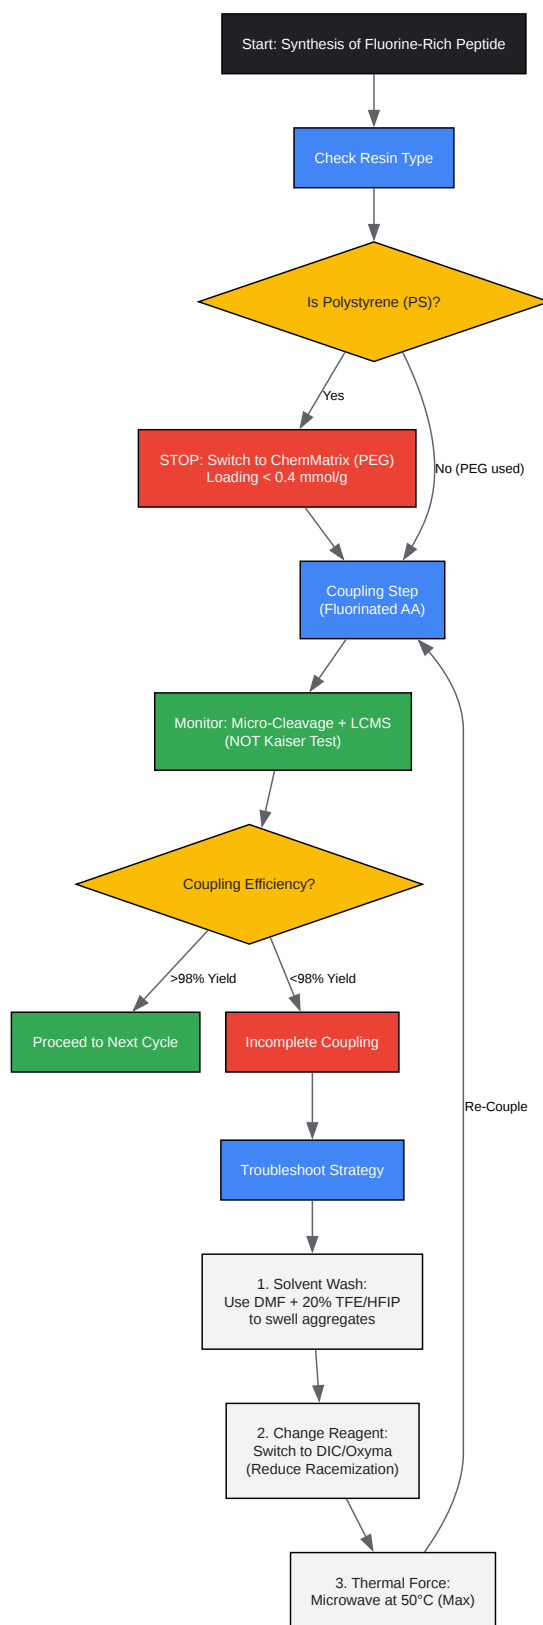 Start: Synthesis of Fluorine-Rich Peptide
Check Resin Type
Is Polystyrene (PS)?
Yes
No (PEG used)
STOP: Switch to ChemMatrix (PEG)
Loading < 0.4 mmol/g
Coupling Step
(Fluorinated AA)
Monitor: Micro-Cleavage + LCMS
(NOT Kaiser Test)
Coupling Efficiency?
>98% Yield
<98% Yield
Proceed to Next Cycle
Incomplete Coupling
Re-Couple
Troubleshoot Strategy
1. Solvent Wash:
Use DMF + 20% TFE/HFIP
to swell aggregates
2. Change Reagent:
Switch to DIC/Oxyma
(Reduce Racemization)
3. Thermal Force:
Microwave at 50°C (Max)